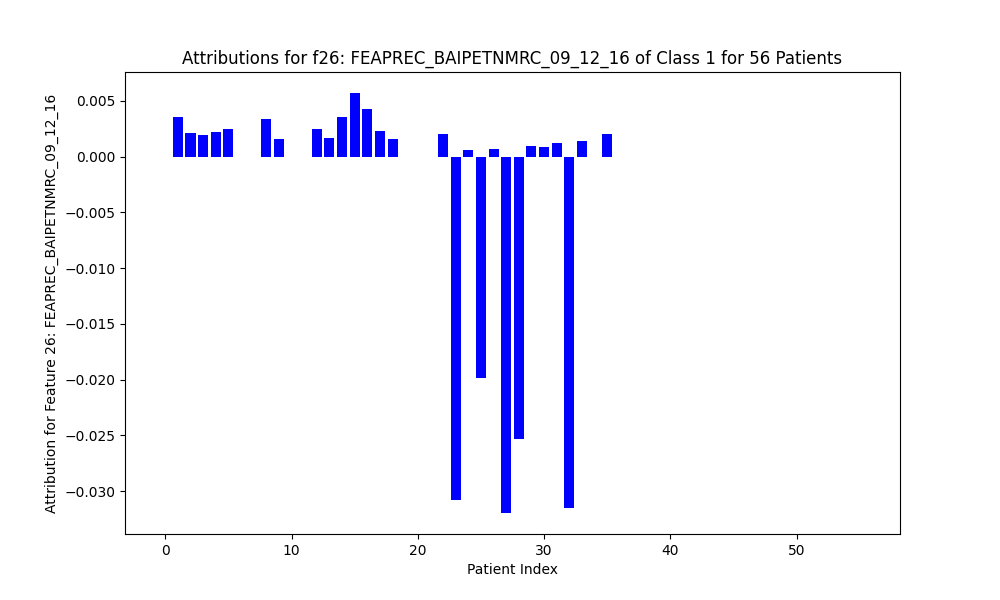 Attributions for f26: FEAPREC_BAIPETNMRC_09_12_16 of Class 1 for 56 Patients
Attribution for Feature 26: FEAPREC_BAIPETNMRC_09_12_16
0.005
0.000
−0.005
−0.010
−0.015
−0.020
−0.025
−0.030
0 10 20 30 40 50
Patient Index